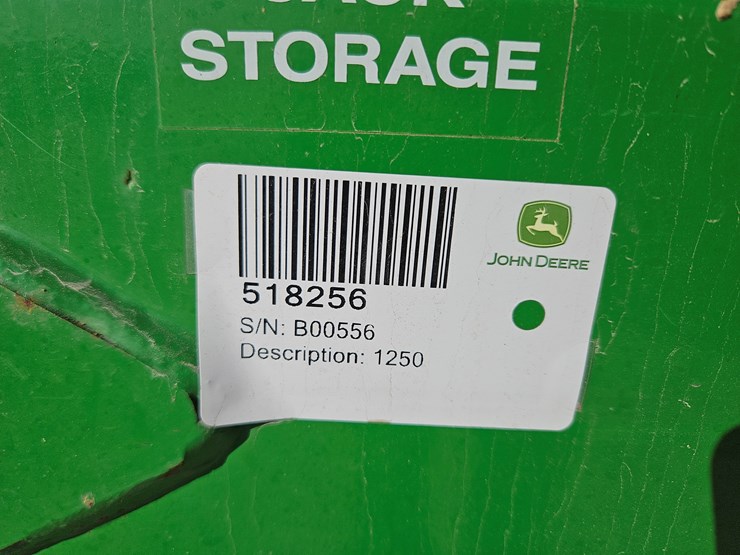 STORAGE
518256
S/N: B00556
Description: 1250
JOHN DEERE